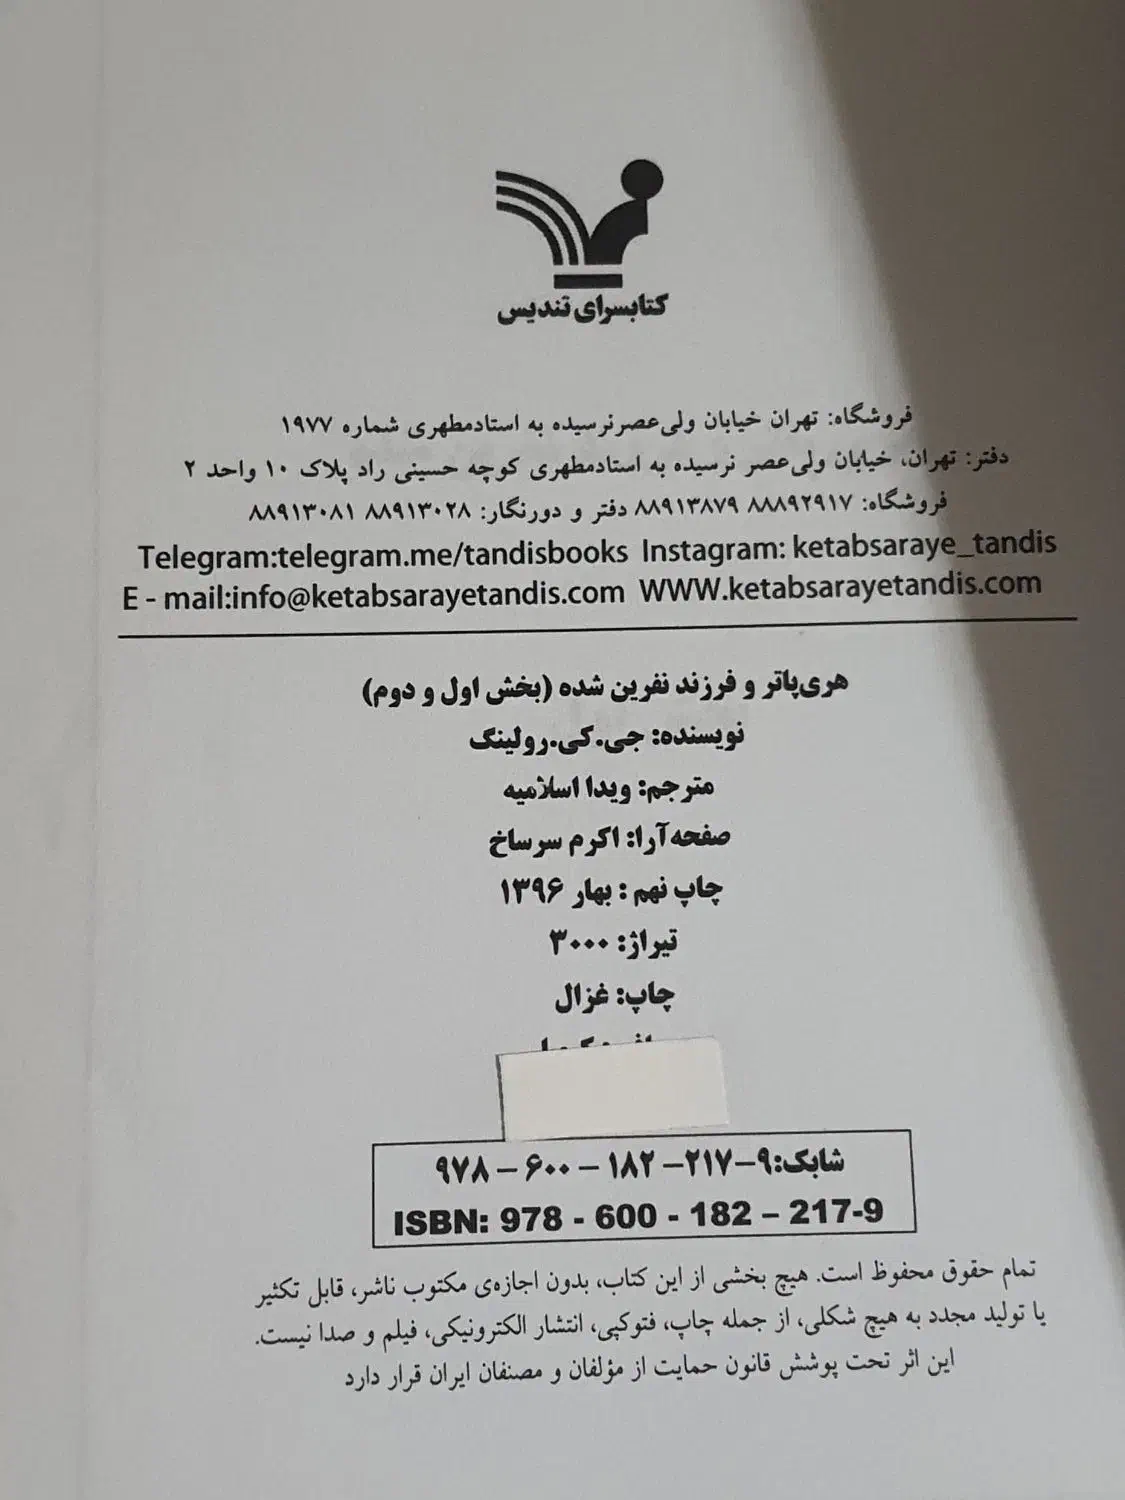 کتابسرای تندیس
فروشگاه: تهران خیابان ولی‌عصرنرسیده به استادمطهری شماره ۱۹۷۷
دفتر: تهران، خیابان ولی‌عصر نرسیده به استادمطهری کوچه حسینی راد پلاک ۱۰ واحد ۲
فروشگاه: ۸۸۸۹۲۹۱۷ ۸۸۹۱۳۸۷۹ دفتر و دورنگار: ۸۸۹۱۳۰۲۸ ۸۸۹۱۳۰۸۱
Telegram:telegram.me/tandisbooks Instagram: ketabsaraye_tandis
E - mail:info@ketabsarayetandis.com WWW.ketabsarayetandis.com
هری‌پاتر و فرزند نفرین شده (بخش اول و دوم)
نویسنده: جی.کی.رولینگ
مترجم: ویدا اسلامیه
صفحه‌آرا: اکرم سرساخ
چاپ نهم : بهار ۱۳۹۶
تیراژ: ۳۰۰۰
چاپ: غزال
شابک:۹-۲۱۷- ۱۸۲ - ۶۰۰ - ۹۷۸
ISBN: 978 - 600 - 182 – 217-9
تمام حقوق محفوظ است. هیچ بخشی از این کتاب، بدون اجازه‌ی مکتوب ناشر، قابل تکثیر
یا تولید مجدد به هیچ شکلی، از جمله چاپ، فتوکپی، انتشار الکترونیکی، فیلم و صدا نیست.
این اثر تحت پوشش قانون حمایت از مؤلفان و مصنفان ایران قرار دارد